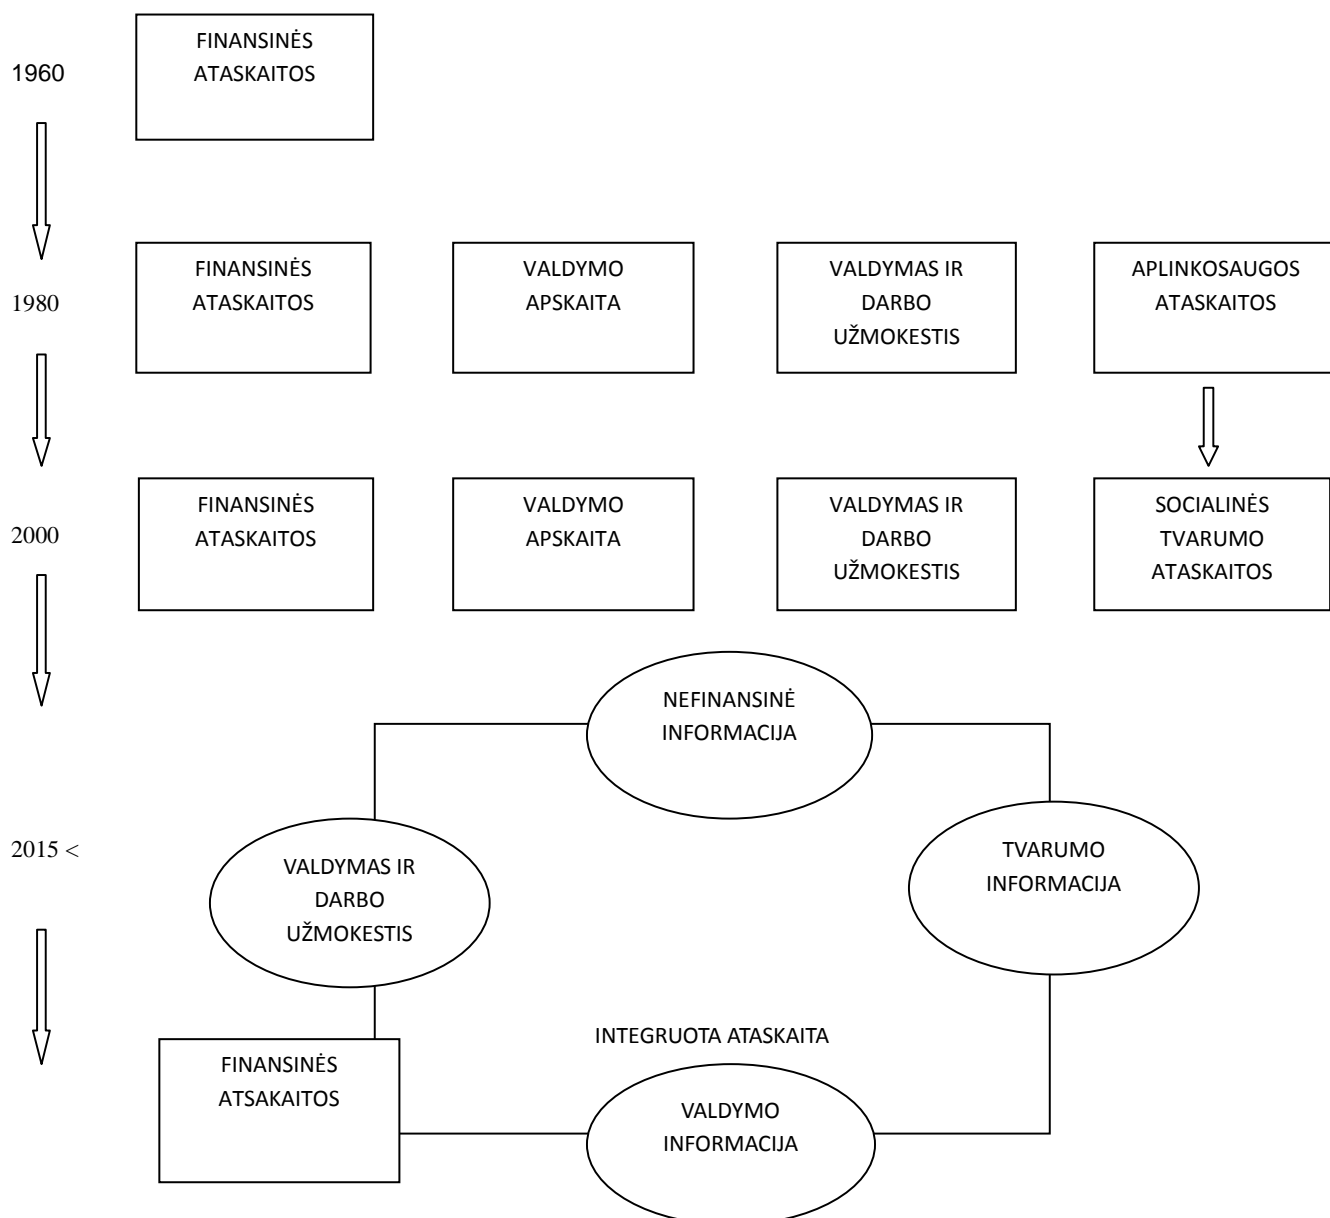 1960
FINANSINĖS
ATASKAITOS
1980
FINANSINĖS
ATASKAITOS
VALDYMO
APSKAITA
VALDYMAS IR
DARBO
UŽMOKESTIS
APLINKOSAUGOS
ATASKAITOS
2000
FINANSINĖS
ATASKAITOS
VALDYMO
APSKAITA
VALDYMAS IR
DARBO
UŽMOKESTIS
SOCIALINĖS
TVARUMO
ATASKAITOS
2015 <
NEFINANSINĖ
INFORMACIJA
VALDYMAS IR
DARBO
UŽMOKESTIS
TVARUMO
INFORMACIJA
INTEGRUOTA ATASKAITA
FINANSINĖS
ATSAKAITOS
VALDYMO
INFORMACIJA